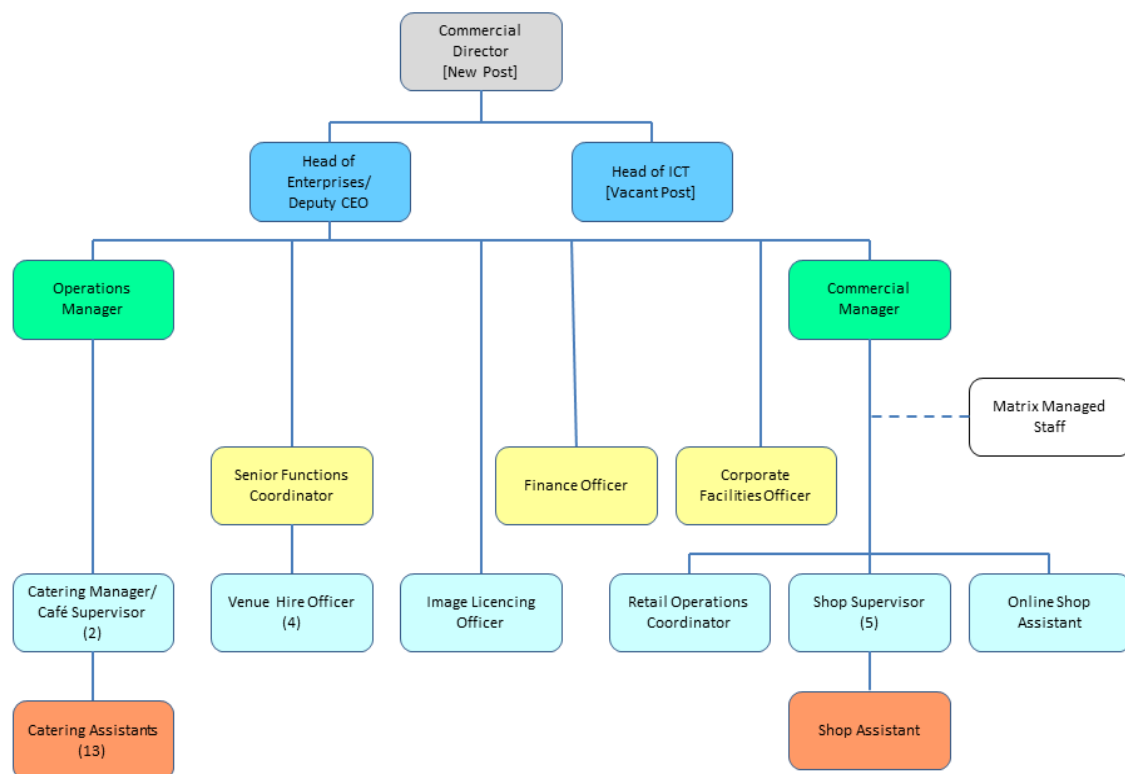 Commercial
Director
[New Post]
Head of
Enterprises/
Deputy CEO
Head of ICT
[Vacant Post]
Operations
Manager
Commercial
Manager
Matrix Managed
Staff
Senior Functions
Coordinator
Finance Officer
Corporate
Facilities Officer
Catering Manager/
Café Supervisor
(2)
Venue Hire Officer
(4)
Image Licencing
Officer
Retail Operations
Coordinator
Shop Supervisor
(5)
Online Shop
Assistant
Catering Assistants
(13)
Shop Assistant